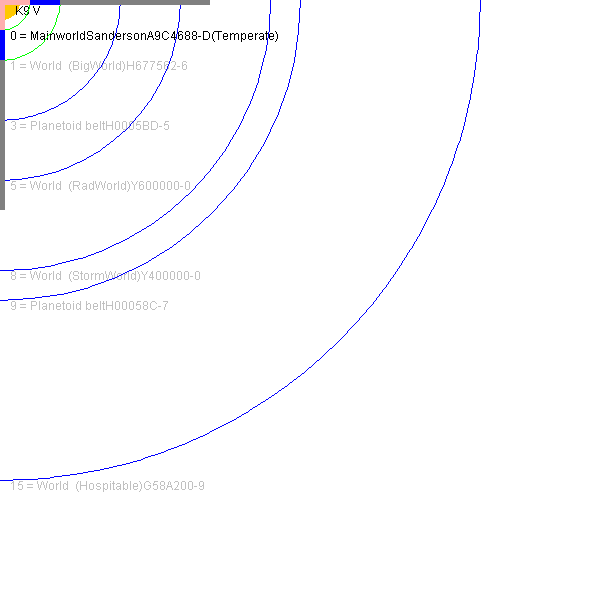 K9 V
0 = MainworldSandersonA9C4688-D(Temperate)
1 = World  (BigWorld)H677562-6
3 = Planetoid beltH0005BD-5
5 = World  (RadWorld)Y600000-0
8 = World  (StormWorld)Y400000-0
9 = Planetoid beltH00058C-7
15 = World  (Hospitable)G58A200-9